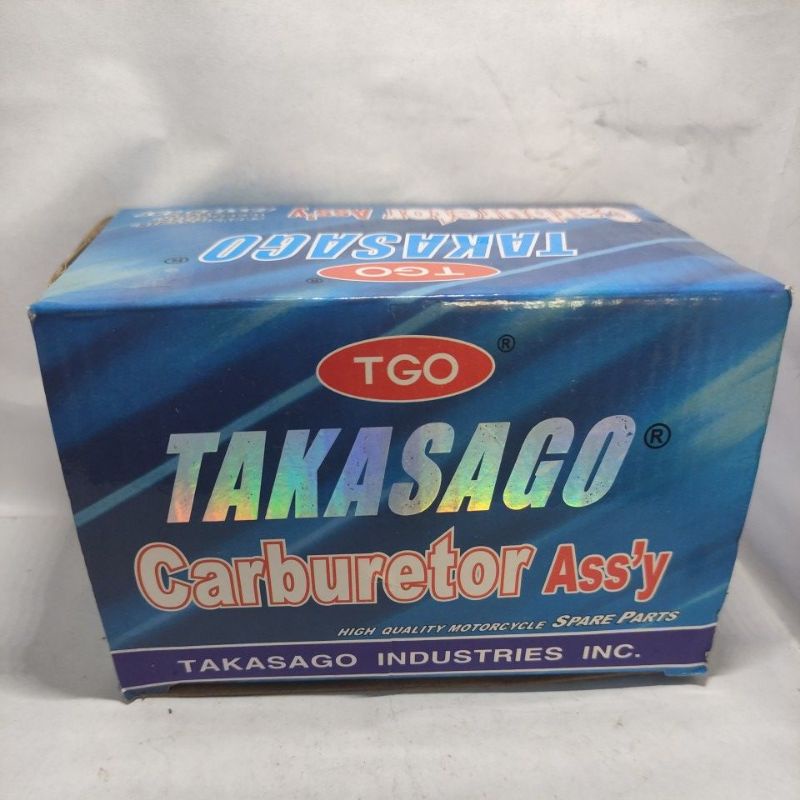 Carburetor Ass'y
TAKASAGO ®
TGO ®
TGO ®
TAKASAGO ®
Carburetor Ass'y
HIGH QUALITY MOTORCYCLE SPARE PARTS
TAKASAGO INDUSTRIES INC.